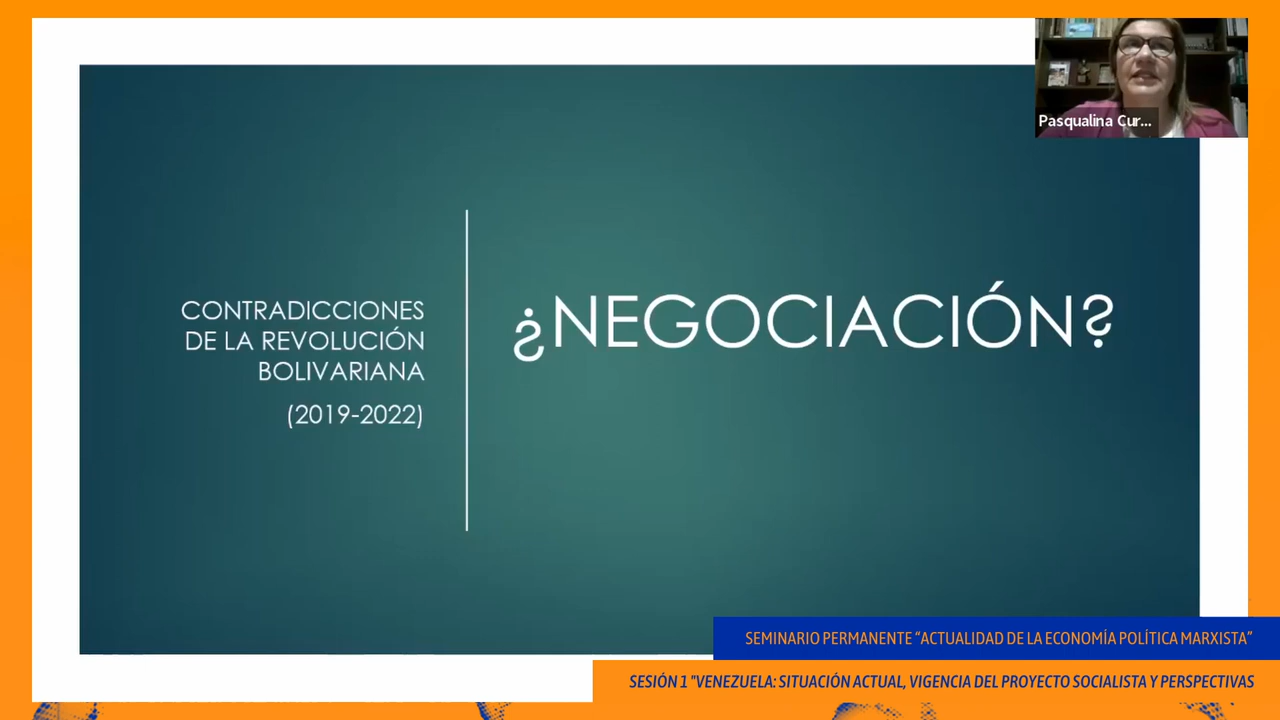 Pasqualina Cur...
CONTRADICCIONES
DE LA REVOLUCIÓN
BOLIVARIANA
(2019-2022)
¿NEGOCIACIÓN?
SEMINARIO PERMANENTE “ACTUALIDAD DE LA ECONOMÍA POLÍTICA MARXISTA”
SESIÓN 1 "VENEZUELA: SITUACIÓN ACTUAL, VIGENCIA DEL PROYECTO SOCIALISTA Y PERSPECTIVAS